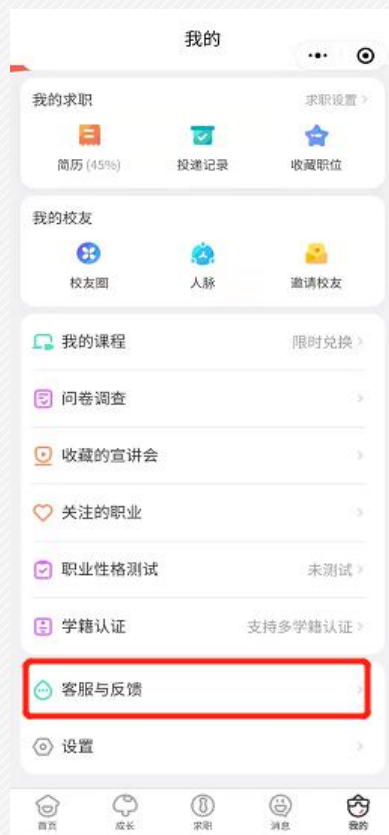 我的
我的求职
求职设置
简历 (45%)
投递记录
收藏职位
我的校友
校友圈
人脉
邀请校友
我的课程
限时兑换
问卷调查
收藏的宣讲会
关注的职业
职业性格测试
未测试
学籍认证
支持多学籍认证
客服与反馈
设置
首页
成长
求职
消息
我的